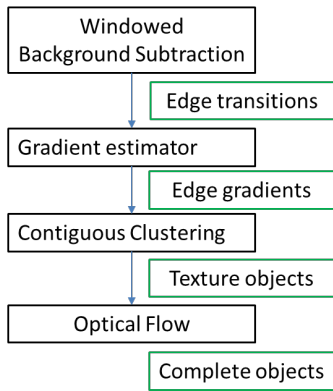 Windowed
Background Subtraction
Edge transitions
Gradient estimator
Edge gradients
Contiguous Clustering
Texture objects
Optical Flow
Complete objects